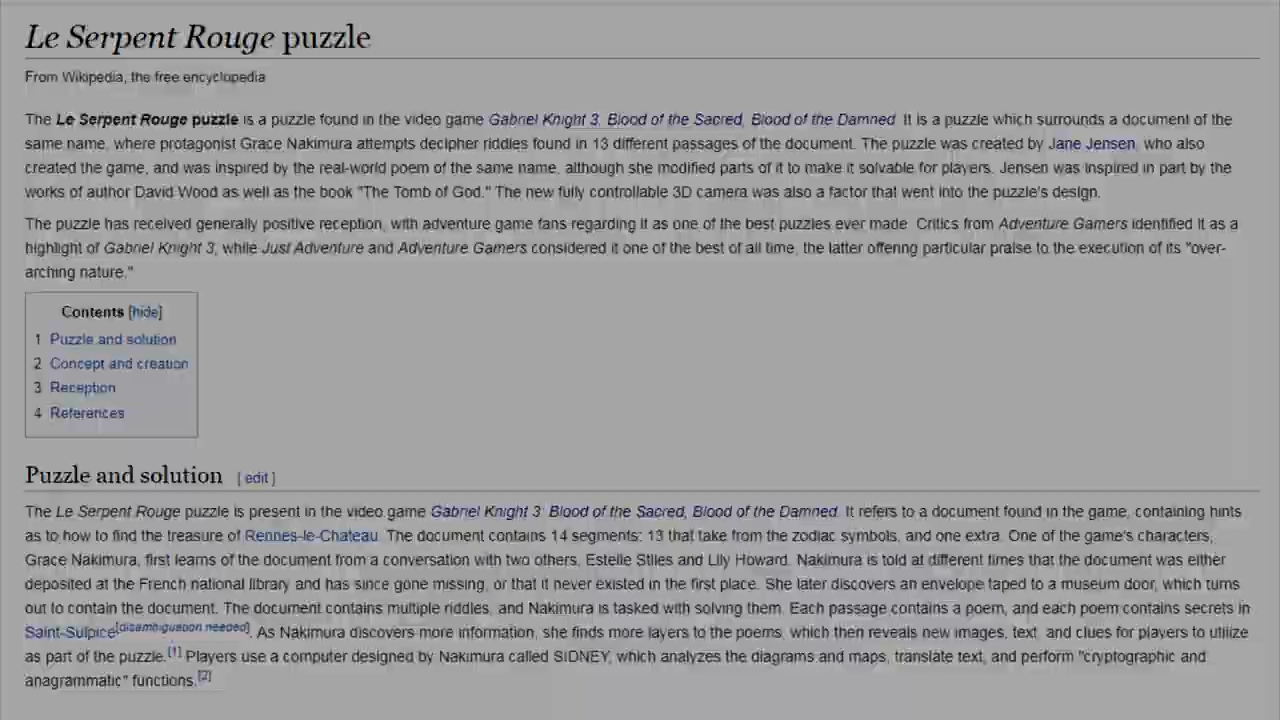 Le Serpent Rouge puzzle
From Wikipedia, the free encyclopedia
The Le Serpent Rouge puzzle is a puzzle found in the video game Gabriel Knight 3: Blood of the Sacred, Blood of the Damned. It is a puzzle which surrounds a document of the
same name, where protagonist Grace Nakimura attempts decipher riddles found in 13 different passages of the document. The puzzle was created by Jane Jensen, who also
created the game, and was inspired by the real-world poem of the same name, although she modified parts of it to make it solvable for players. Jensen was inspired in part by the
works of author David Wood as well as the book "The Tomb of God." The new fully controllable 3D camera was also a factor that went into the puzzle's design.
The puzzle has received generally positive reception, with adventure game fans regarding it as one of the best puzzles ever made. Critics from Adventure Gamers identified it as a
highlight of Gabriel Knight 3, while Just Adventure and Adventure Gamers considered it one of the best of all time, the latter offering particular praise to the execution of its "over-
arching nature."
Contents [hide]
1 Puzzle and solution
2 Concept and creation
3 Reception
4 References
Puzzle and solution [ edit ]
The Le Serpent Rouge puzzle is present in the video game Gabriel Knight 3: Blood of the Sacred, Blood of the Damned. It refers to a document found in the game, containing hints
as to how to find the treasure of Rennes-le-Chateau. The document contains 14 segments: 13 that take from the zodiac symbols, and one extra. One of the game's characters,
Grace Nakimura, first learns of the document from a conversation with two others, Estelle Stiles and Lily Howard. Nakimura is told at different times that the document was either
deposited at the French national library and has since gone missing, or that it never existed in the first place. She later discovers an envelope taped to a museum door, which turns
out to contain the document. The document contains multiple riddles, and Nakimura is tasked with solving them. Each passage contains a poem, and each poem contains secrets in
Saint-Sulpice[disambiguation needed]. As Nakimura discovers more information, she finds more layers to the poems, which then reveals new images, text, and clues for players to utilize
as part of the puzzle.[1] Players use a computer designed by Nakimura called SIDNEY, which analyzes the diagrams and maps, translate text, and perform "cryptographic and
anagrammatic" functions.[2]